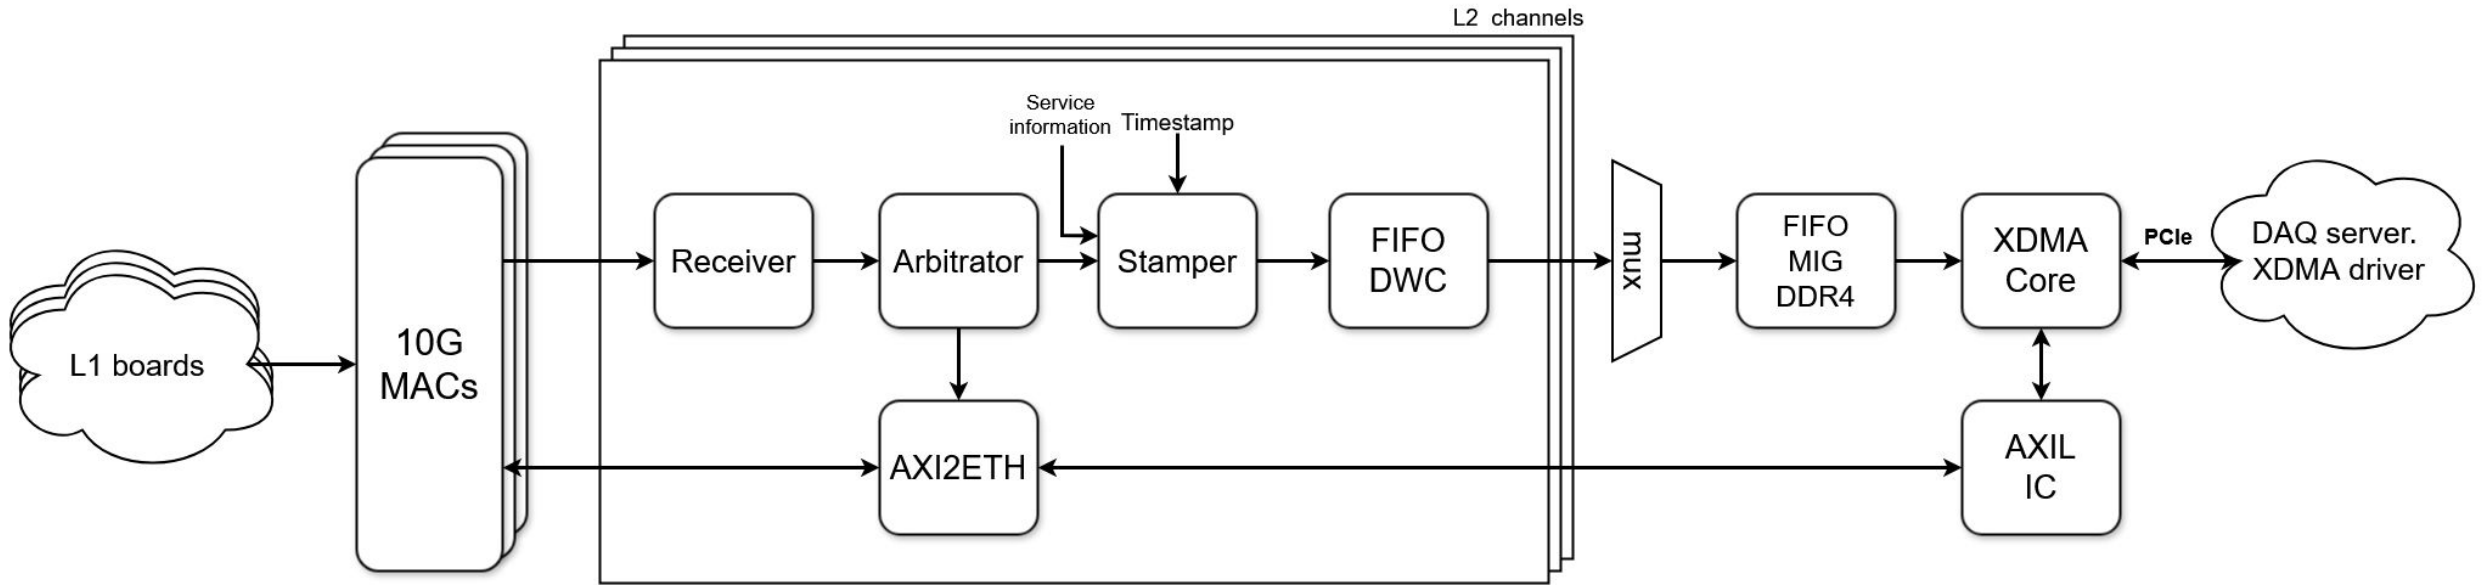 L2 channels
Service
information
Timestamp
L1 boards
10G
MACs
Receiver
Arbitrator
Stamper
FIFO
DWC
mux
FIFO
MIG
DDR4
XDMA
Core
PCIe
DAQ server.
XDMA driver
AXI2ETH
AXIL
IC